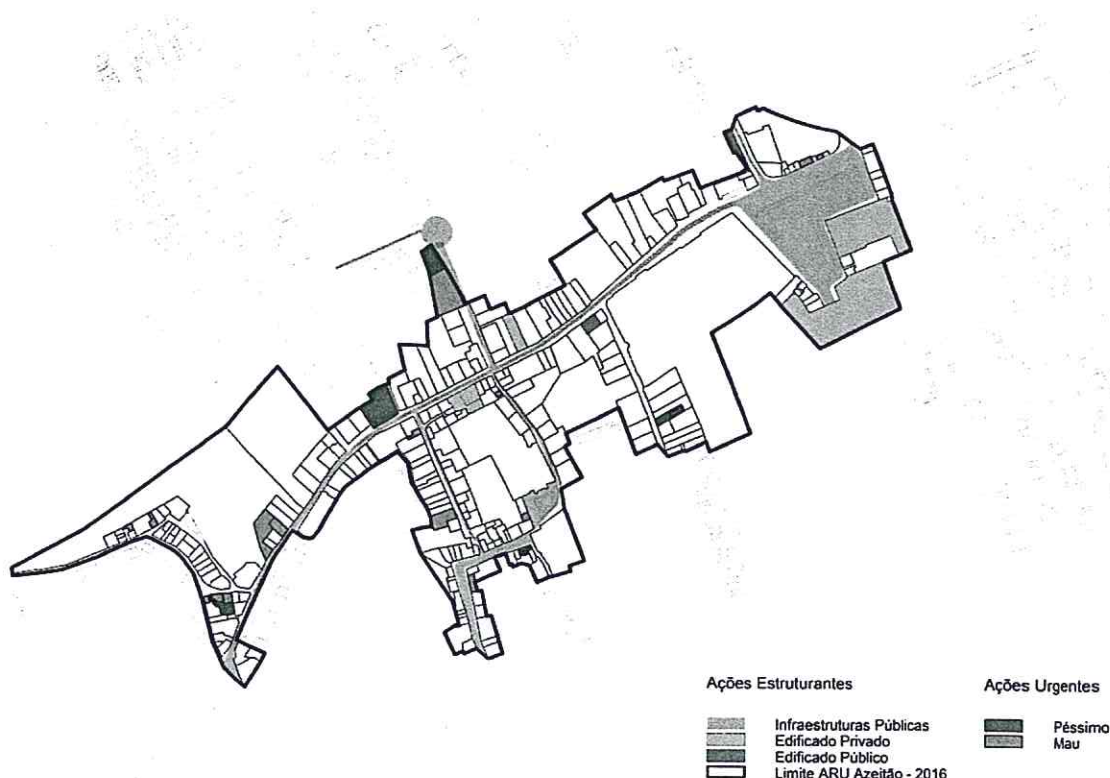 Ações Estruturantes
Infraestruturas Públicas
Edificado Privado
Edificado Público
Limite ARU Azeitão - 2016
Ações Urgentes
Péssimo
Mau